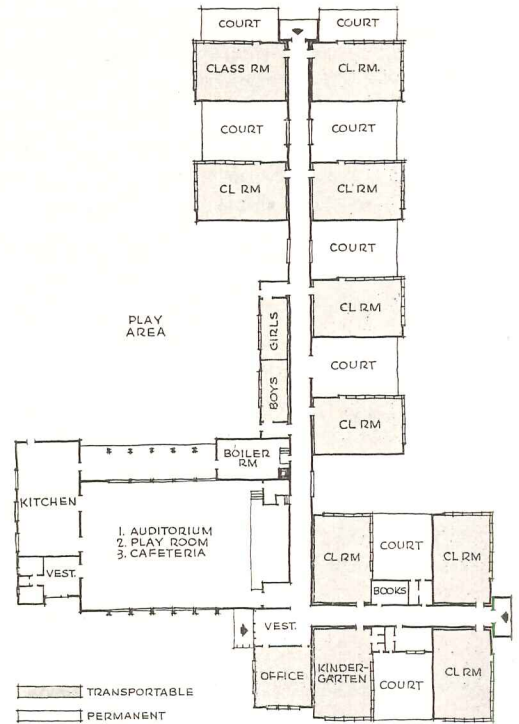 COURT
COURT
CLASS RM
CL. RM.
COURT
COURT
CL RM
CL RM
COURT
PLAY
AREA
GIRLS
CL RM
COURT
BOYS
CL RM
BOILER
RM
KITCHEN
1. AUDITORIUM
2. PLAY ROOM
3. CAFETERIA
VEST.
CL RM
COURT
CL RM
BOOKS
VEST.
OFFICE
KINDER-
GARTEN
COURT
CL RM
TRANSPORTABLE
PERMANENT